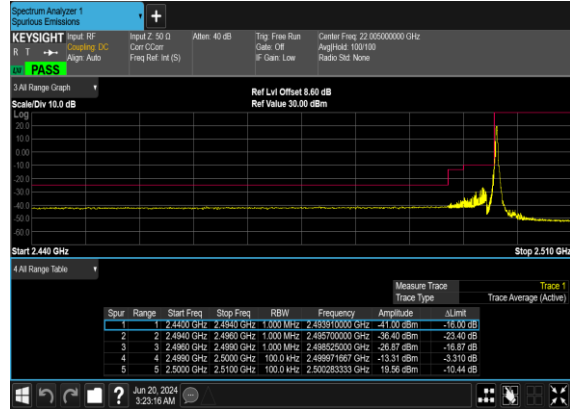 Spectrum Analyzer 1
Spurious Emissions
KEYSIGHT Input: RF Input Z: 50 Ω Atten: 40 dB Trig: Free Run Center Freq: 22.005000000 GHz
R T Coupling: DC Corr CCorr Gate: Off Avg|Hold: 100/100
Align: Auto Freq Ref: Int (S) IF Gain: Low Radio Std: None
LW PASS
3 All Range Graph
Ref Lvl Offset 8.60 dB
Scale/Div 10.0 dB Ref Value 30.00 dBm
Log
20.0
10.0
0.00
-10.0
-20.0
-30.0
-40.0
-50.0
-60.0
Start 2.440 GHz Stop 2.510 GHz
4 All Range Table
Measure Trace Trace 1
Trace Type Trace Average (Active)
Spur Range Start Freq Stop Freq RBW Frequency Amplitude ΔLimit
1 1 2.4400 GHz 2.4940 GHz 1.000 MHz 2.493910000 GHz -41.00 dBm -16.00 dB
2 2 2.4940 GHz 2.4960 GHz 1.000 MHz 2.495700000 GHz -36.40 dBm -23.40 dB
3 3 2.4960 GHz 2.4990 GHz 1.000 MHz 2.498525000 GHz -26.87 dBm -16.87 dB
4 4 2.4990 GHz 2.5000 GHz 100.0 kHz 2.499971667 GHz -13.31 dBm -3.310 dB
5 5 2.5000 GHz 2.5100 GHz 100.0 kHz 2.500283333 GHz 19.56 dBm -10.44 dB
? Jun 20, 2024
3:23:16 AM